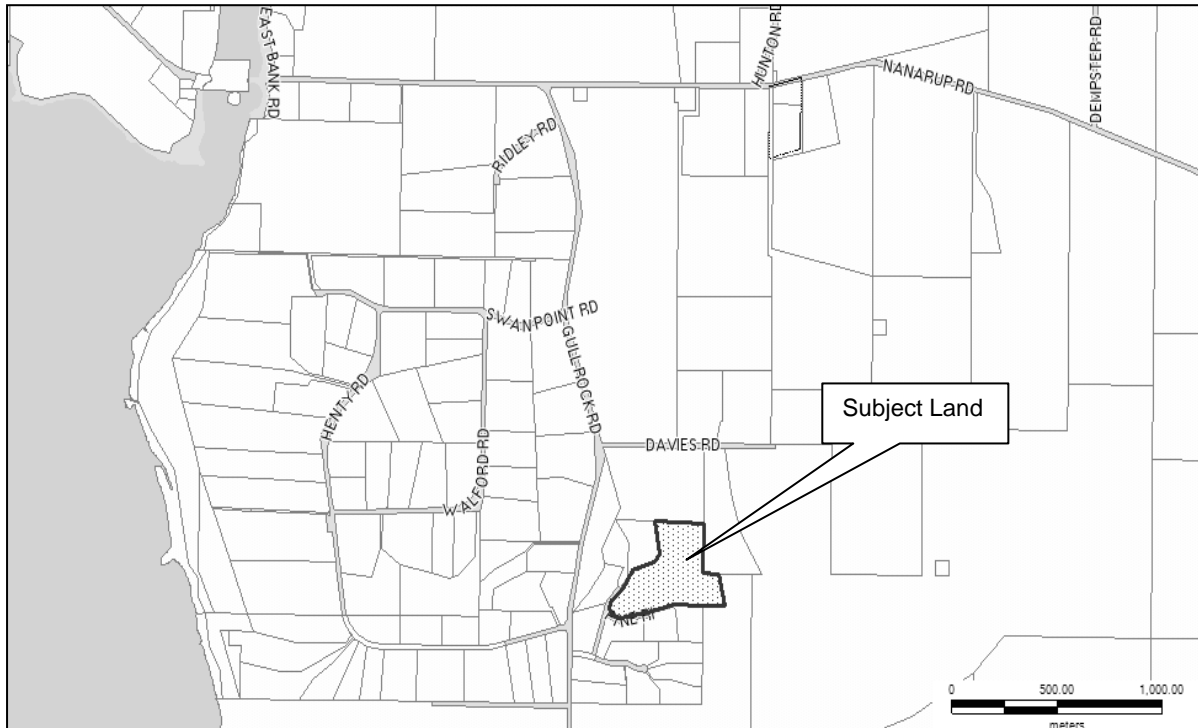 EAST BANK RD
HUNTON RD
NANARUP RD
DEMPSTER RD
RIDLEY RD
SWANPOINT RD
GULL ROCK RD
HENTY RD
WALFORD RD
DAVIES RD
Subject Land
0 500.00 1,000.00
meters